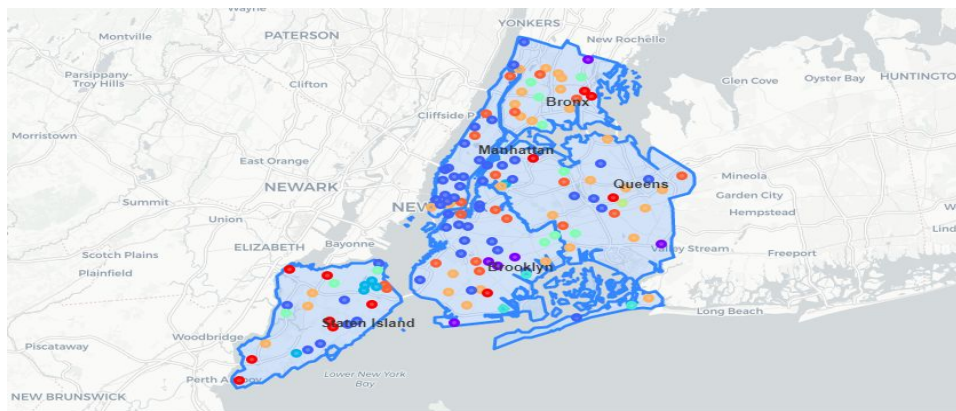 Wayne
YONKERS
Montville
PATERSON
New Rochelle
Parsippany-
Troy Hills
Clifton
Glen Cove
Oyster Bay
HUNTINGTON
Cliffside P
Bronx
Morristown
East Orange
Manhattan
Mineola
NEWARK
Queens
Garden City
Summit
NEW
Hempstead
Union
ELIZABETH
Bayonne
Scotch Plains
Valley Stream
Freeport
Plainfield
Brooklyn
Long Beach
Staten Island
Woodbridge
Piscataway
Perth A
Lower New York
Bay
NEW BRUNSWICK